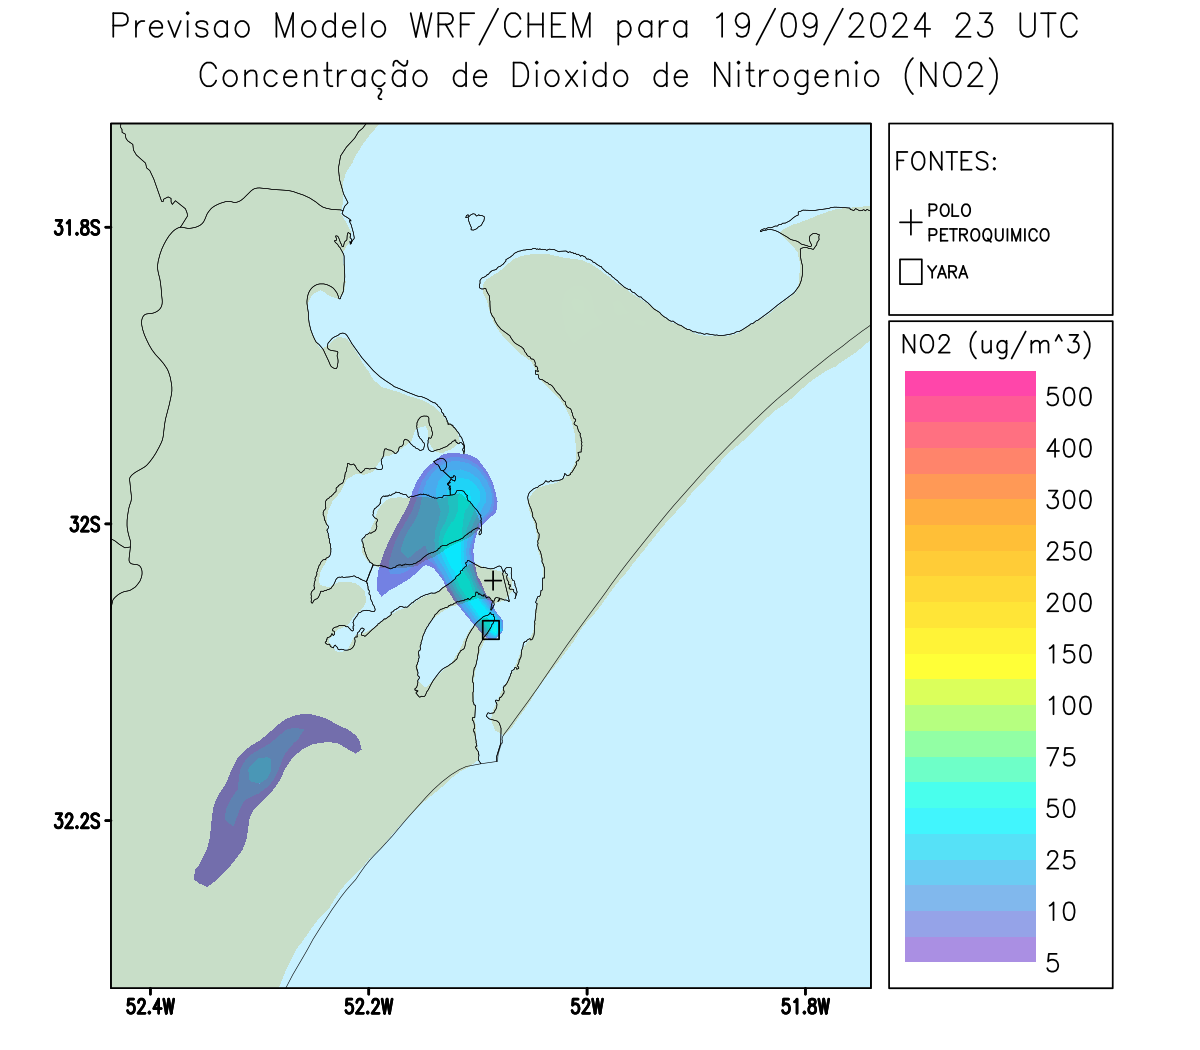 Previsao Modelo WRF/CHEM para 19/09/2024 23 UTC
Concentração de Dioxido de Nitrogenio (NO2)
FONTES:
POLO
PETROQUIMICO
YARA
31.8S
32S
32.2S
52.4W
52.2W
52W
51.8W
NO2 (ug/m^3)
500
400
300
250
200
150
100
75
50
25
10
5